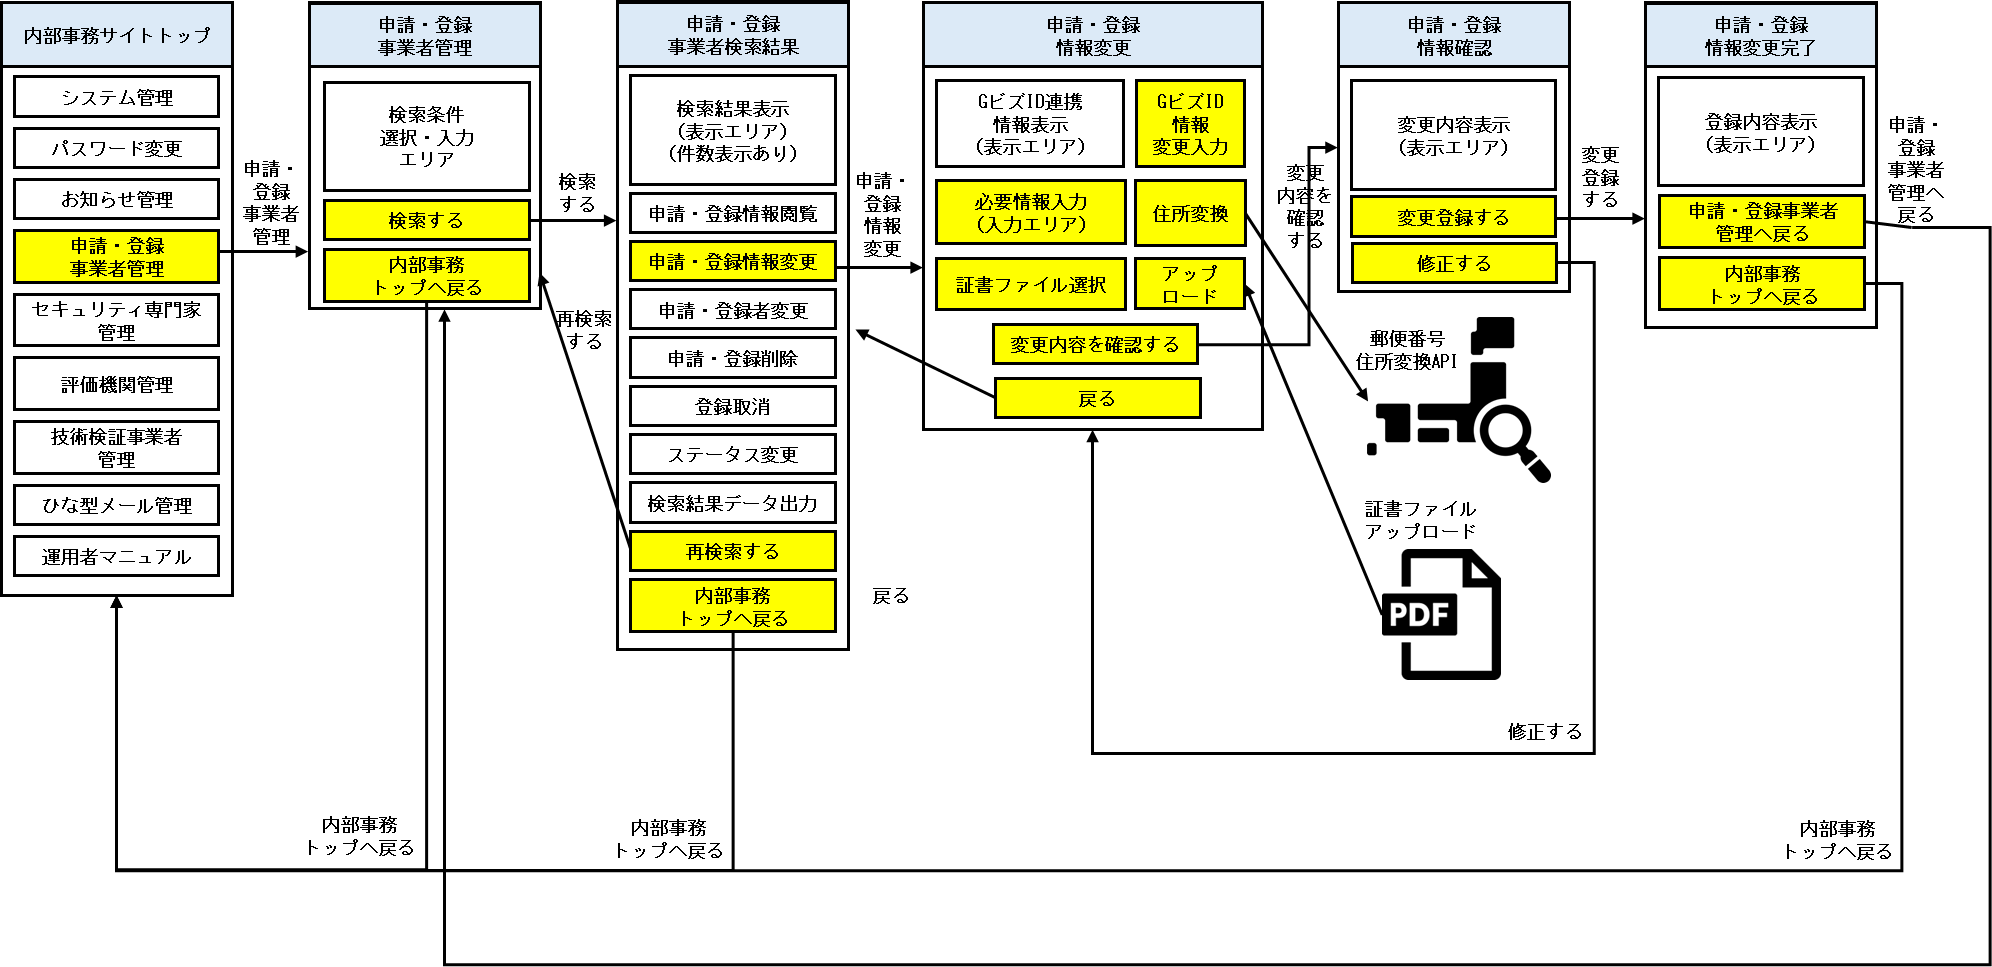 内部事務サイトトップ
システム管理
パスワード変更
お知らせ管理
申請・登録
事業者管理
セキュリティ専門家
管理
評価機関管理
技術検証事業者
管理
ひな型メール管理
運用者マニュアル
申請・
登録
事業者
管理
申請・登録
事業者管理
検索条件
選択・入力
エリア
検索する
内部事務
トップへ戻る
検索
する
再検索
する
申請・登録
事業者検索結果
検索結果表示
（表示エリア）
（件数表示あり）
申請・登録情報閲覧
申請・登録情報変更
申請・登録者変更
申請・登録削除
登録取消
ステータス変更
検索結果データ出力
再検索する
内部事務
トップへ戻る
申請・
登録
情報
変更
戻る
申請・登録
情報変更
GビズID連携
情報表示
（表示エリア）
GビズID
情報
変更入力
必要情報入力
（入力エリア）
住所変換
証書ファイル選択
アップ
ロード
変更内容を確認する
戻る
変更
内容を
確認
する
申請・登録
情報確認
変更内容表示
（表示エリア）
変更登録する
修正する
郵便番号
住所変換API
証書ファイル
アップロード
PDF
変更
登録
する
申請・登録
情報変更完了
登録内容表示
（表示エリア）
申請・登録事業者
管理へ戻る
内部事務
トップへ戻る
申請・
登録
事業者
管理へ
戻る
修正する
内部事務
トップへ戻る
内部事務
トップへ戻る
内部事務
トップへ戻る